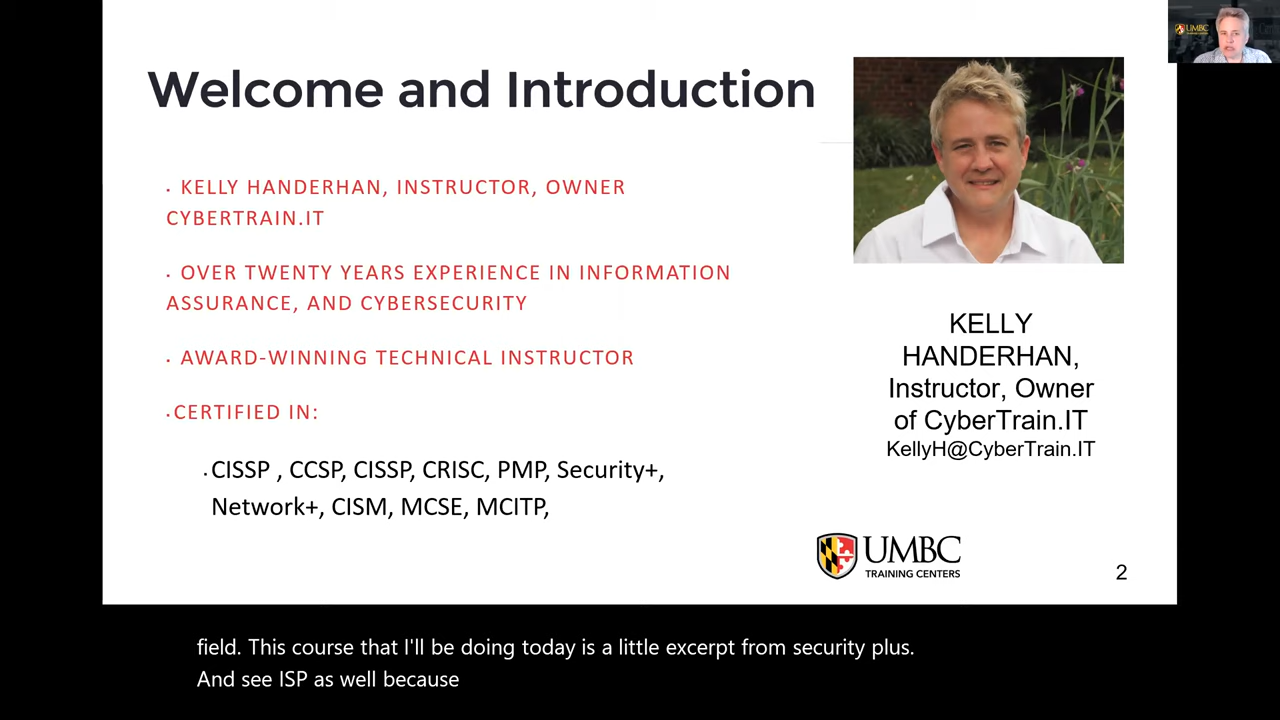 UMBC
Welcome and Introduction
· KELLY HANDERHAN, INSTRUCTOR, OWNER
CYBERTRAIN.IT
· OVER TWENTY YEARS EXPERIENCE IN INFORMATION
ASSURANCE, AND CYBERSECURITY
· AWARD-WINNING TECHNICAL INSTRUCTOR
·CERTIFIED IN:
·CISSP , CCSP, CISSP, CRISC, PMP, Security+,
Network+, CISM, MCSE, MCITP,
KELLY
HANDERHAN,
Instructor, Owner
of CyberTrain.IT
KellyH@CyberTrain.IT
UMBC
TRAINING CENTERS
2
field. This course that I'll be doing today is a little excerpt from security plus.
And see ISP as well because